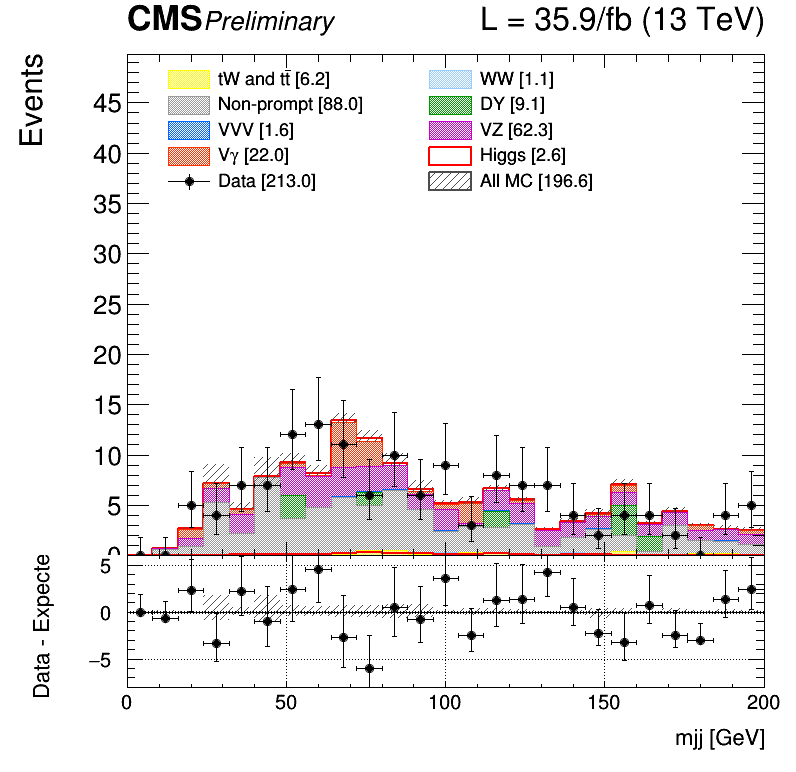 CMS Preliminary L = 35.9/fb (13 TeV)
Events
tW and tt̄ [6.2] WW [1.1]
Non-prompt [88.0] DY [9.1]
VVV [1.6] VZ [62.3]
Vγ [22.0] Higgs [2.6]
Data [213.0] All MC [196.6]
45
40
35
30
25
20
15
10
5
0
Data - Expecte
5
0
−5
0 50 100 150 200
mjj [GeV]